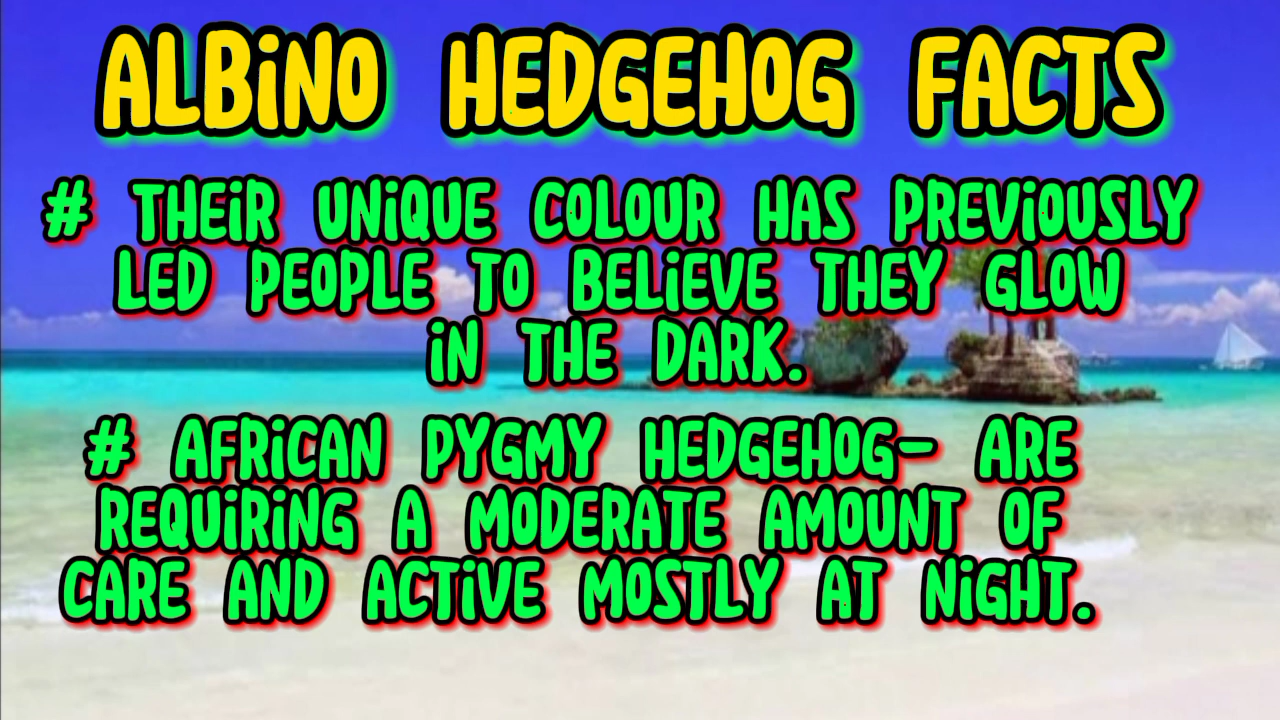 ALBiNO HEDGEHOG FACTS
# THEiR UNiQUE COLOUR HAS PREViOUSLY
LED PEOPLE TO BELiEVE THEY GLOW
iN THE DARK.
# AFRiCAN PYGMY HEDGEHOG- ARE
REQUiRiNG A MODERATE AMOUNT OF
CARE AND ACTiVE MOSTLY AT NiGHT.